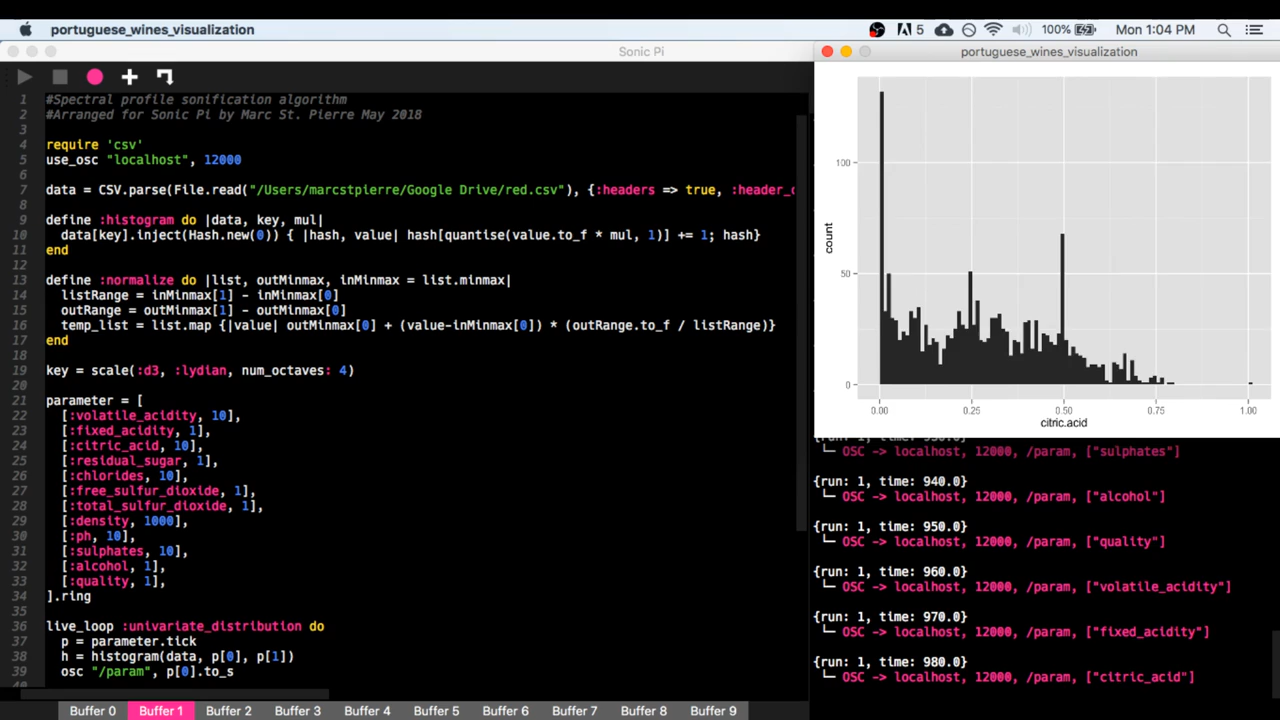 portuguese_wines_visualization
5 100% Mon 1:04 PM
Sonic Pi
portuguese_wines_visualization
1 #Spectral profile sonification algorithm
2 #Arranged for Sonic Pi by Marc St. Pierre May 2018
3
4 require 'csv'
5 use_osc "localhost", 12000
6
7 data = CSV.parse(File.read("/Users/marcstpierre/Google Drive/red.csv"), {:headers => true, :header_c
8
9 define :histogram do |data, key, mul|
10 data[key].inject(Hash.new(0)) { |hash, value| hash[quantise(value.to_f * mul, 1)] += 1; hash}
11 end
12
13 define :normalize do |list, outMinmax, inMinmax = list.minmax|
14 listRange = inMinmax[1] - inMinmax[0]
15 outRange = outMinmax[1] - outMinmax[0]
16 temp_list = list.map {|value| outMinmax[0] + (value-inMinmax[0]) * (outRange.to_f / listRange)}
17 end
18
19 key = scale(:d3, :lydian, num_octaves: 4)
20
21 parameter = [
22 [:volatile_acidity, 10],
23 [:fixed_acidity, 1],
24 [:citric_acid, 10],
25 [:residual_sugar, 1],
26 [:chlorides, 10],
27 [:free_sulfur_dioxide, 1],
28 [:total_sulfur_dioxide, 1],
29 [:density, 1000],
30 [:ph, 10],
31 [:sulphates, 10],
32 [:alcohol, 1],
33 [:quality, 1],
34 ].ring
35
36 live_loop :univariate_distribution do
37 p = parameter.tick
38 h = histogram(data, p[0], p[1])
39 osc "/param", p[0].to_s
40
Buffer 0 Buffer 1 Buffer 2 Buffer 3 Buffer 4 Buffer 5 Buffer 6 Buffer 7 Buffer 8 Buffer 9
count
100
50
0
0.00 0.25 0.50 0.75 1.00
citric.acid
{run: 1, time: 930.0}
└─ OSC -> localhost, 12000, /param, ["sulphates"]
{run: 1, time: 940.0}
└─ OSC -> localhost, 12000, /param, ["alcohol"]
{run: 1, time: 950.0}
└─ OSC -> localhost, 12000, /param, ["quality"]
{run: 1, time: 960.0}
└─ OSC -> localhost, 12000, /param, ["volatile_acidity"]
{run: 1, time: 970.0}
└─ OSC -> localhost, 12000, /param, ["fixed_acidity"]
{run: 1, time: 980.0}
└─ OSC -> localhost, 12000, /param, ["citric_acid"]